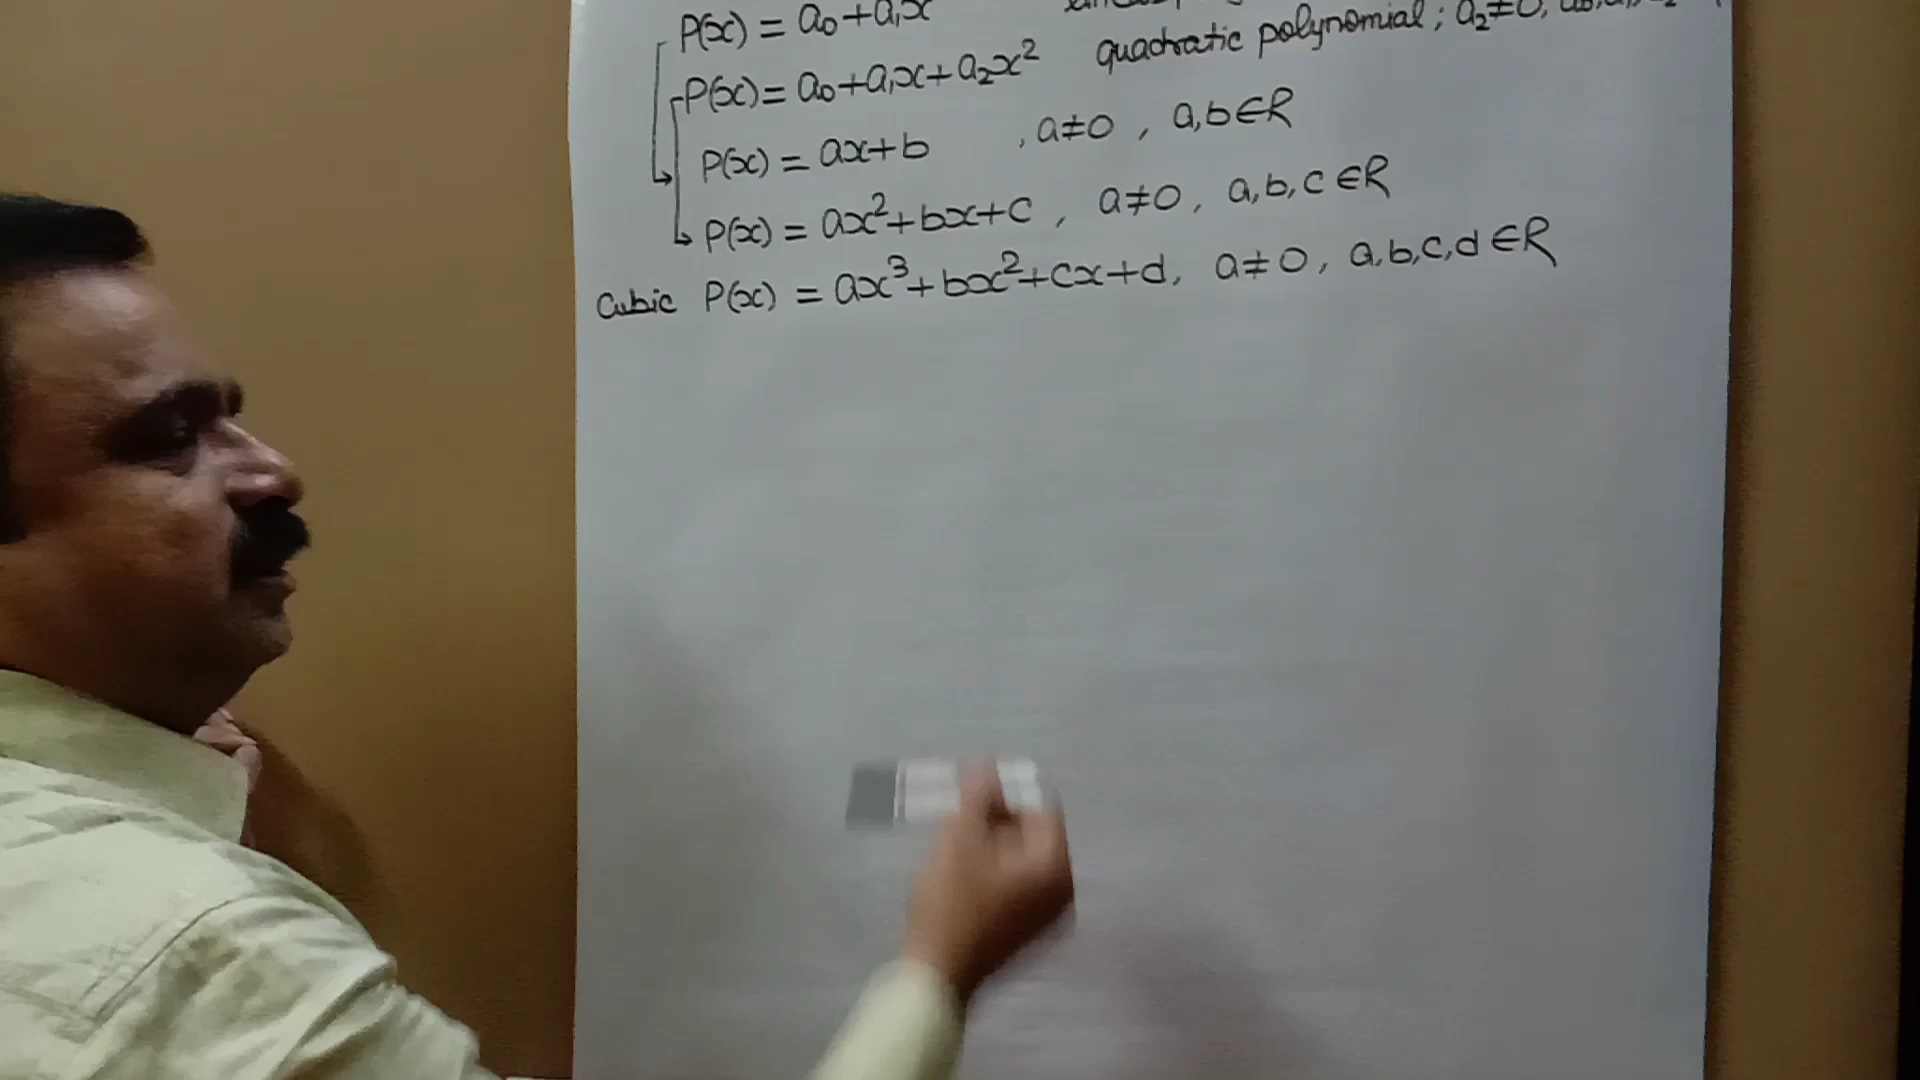 P(x) = a₀+a₁x
P(x) = a₀+a₁x+a₂x² quadratic polynomial; a₂≠0,
P(x) = ax+b , a≠0 , a,b∈R
P(x) = ax²+bx+c , a≠0, a,b,c∈R
Cubic P(x) = ax³+bx²+cx+d, a≠0, a,b,c,d∈R